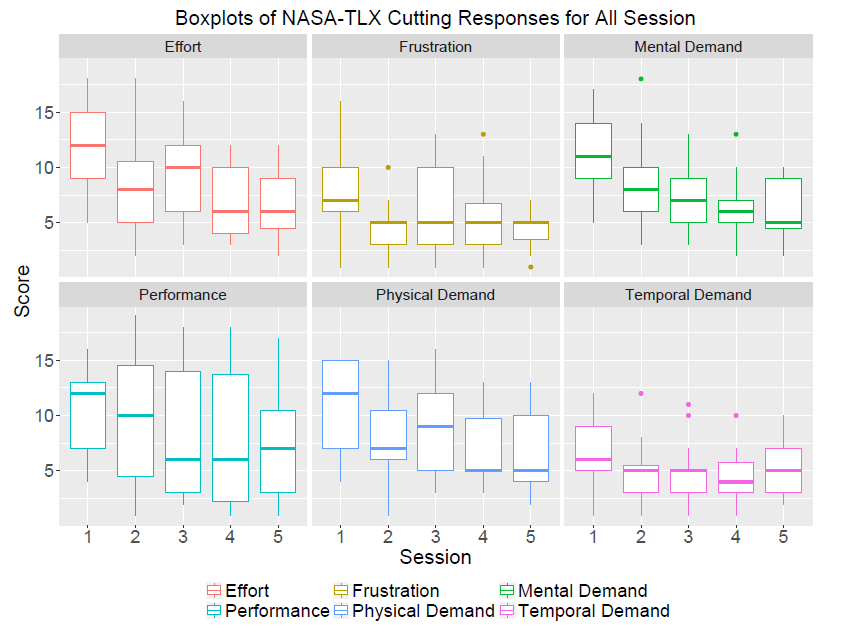 Boxplots of NASA-TLX Cutting Responses for All Session
Effort Frustration Mental Demand
15
10
5
Score
Performance Physical Demand Temporal Demand
15
10
5
1 2 3 4 5 1 2 3 4 5 1 2 3 4 5
Session
Effort Frustration Mental Demand
Performance Physical Demand Temporal Demand